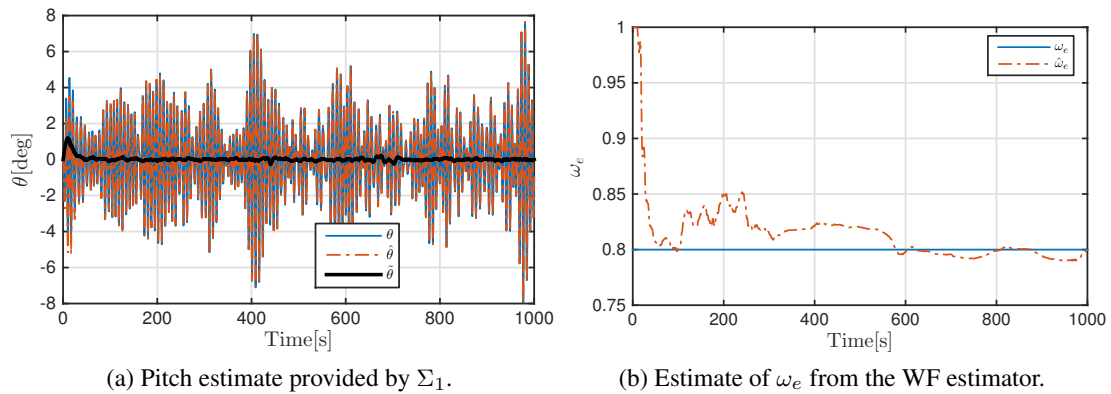 8
6
4
2
0
-2
-4
-6
-8
θ[deg]
θ
θ̂
θ̃
0 200 400 600 800 1000
Time[s]
(a) Pitch estimate provided by Σ₁.
1
0.95
0.9
0.85
0.8
0.75
ωₑ
ωₑ
ω̂ₑ
0 200 400 600 800 1000
Time[s]
(b) Estimate of ωₑ from the WF estimator.